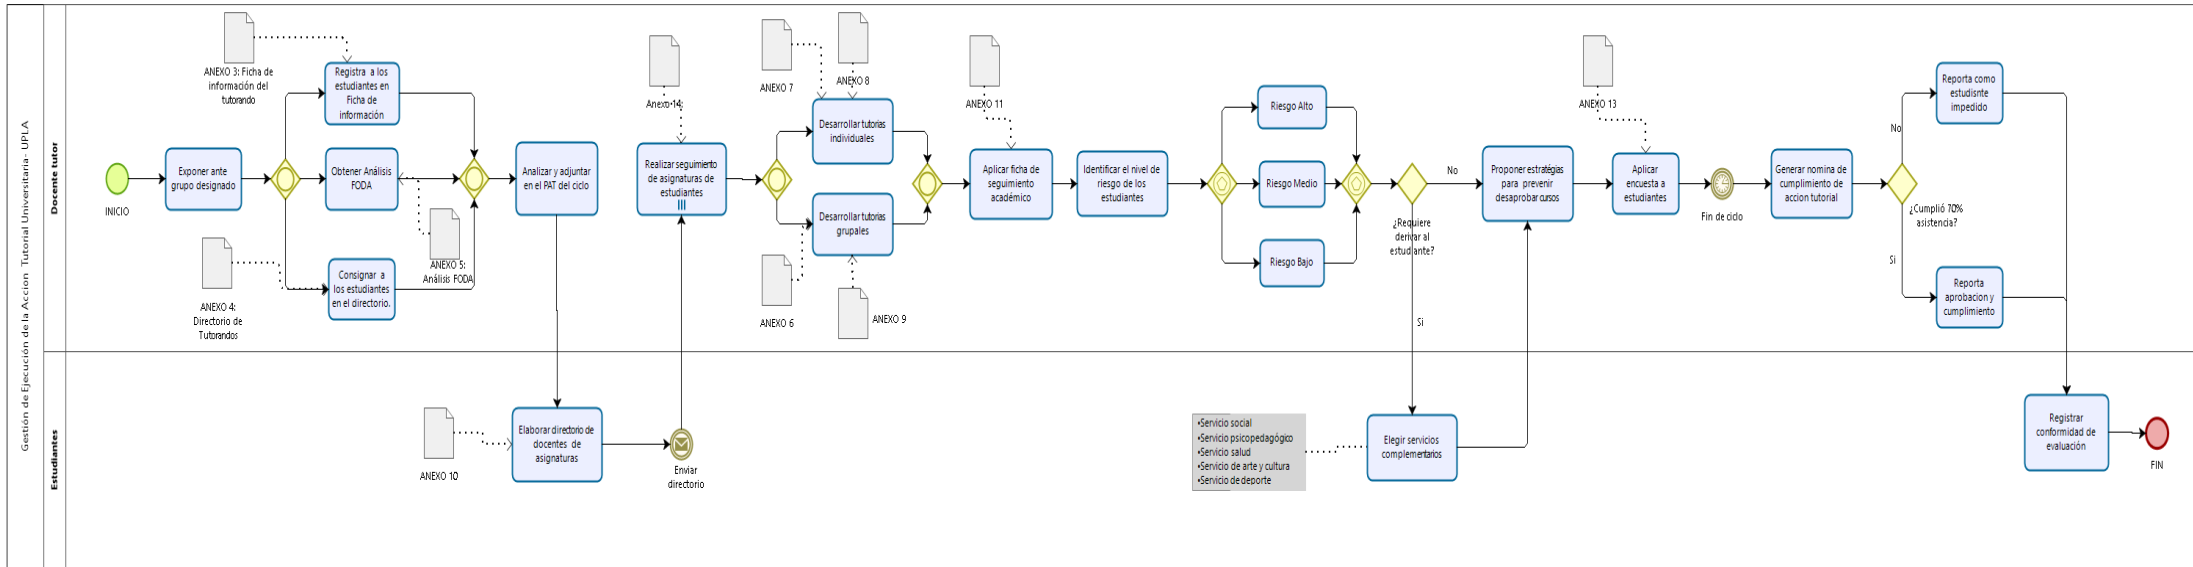 Gestión de Ejecución de la Accion Tutorial Universitaria- UPLA
Docente tutor
INICIO
Exponer ante
grupo designado
ANEXO 3: Ficha de
información del
tutorando
Registra a los
estudiantes en
Ficha de
información
Obtener Análisis
FODA
ANEXO 5:
Análisis FODA
ANEXO 4:
Directorio de
Tutorandos
Consignar a
los estudiantes
en el directorio.
Analizar y adjuntar
en el PAT del ciclo
Anexo 14:
Realizar seguimiento
de asignaturas de
estudiantes
ANEXO 7
ANEXO 8
Desarrollar tutorias
individuales
Desarrollar tutorias
grupales
ANEXO 6
ANEXO 9
ANEXO 11
Aplicar ficha de
seguimiento
académico
Identificar el nivel de
riesgo de los
estudiantes
Riesgo Alto
Riesgo Medio
Riesgo Bajo
¿Requiere
derivar al
estudiante?
No
Si
Proponer estratégias
para prevenir
desaprobar cursos
ANEXO 13
Aplicar
encuesta a
estudiantes
Fin de ciclo
Generar nomina de
cumplimiento de
accion tutorial
¿Cumplió 70%
asistencia?
No
Si
Reporta como
estudisnte
impedido
Reporta
aprobacion y
cumplimiento
Estudiantes
ANEXO 10
Elaborar directorio de
docentes de
asignaturas
Enviar
directorio
•Servicio social
•Servicio psicopedagógico
•Servicio salud
•Servicio de arte y cultura
•Servicio de deporte
Elegir servicios
complementarios
Registrar
conformidad de
evaluación
FIN